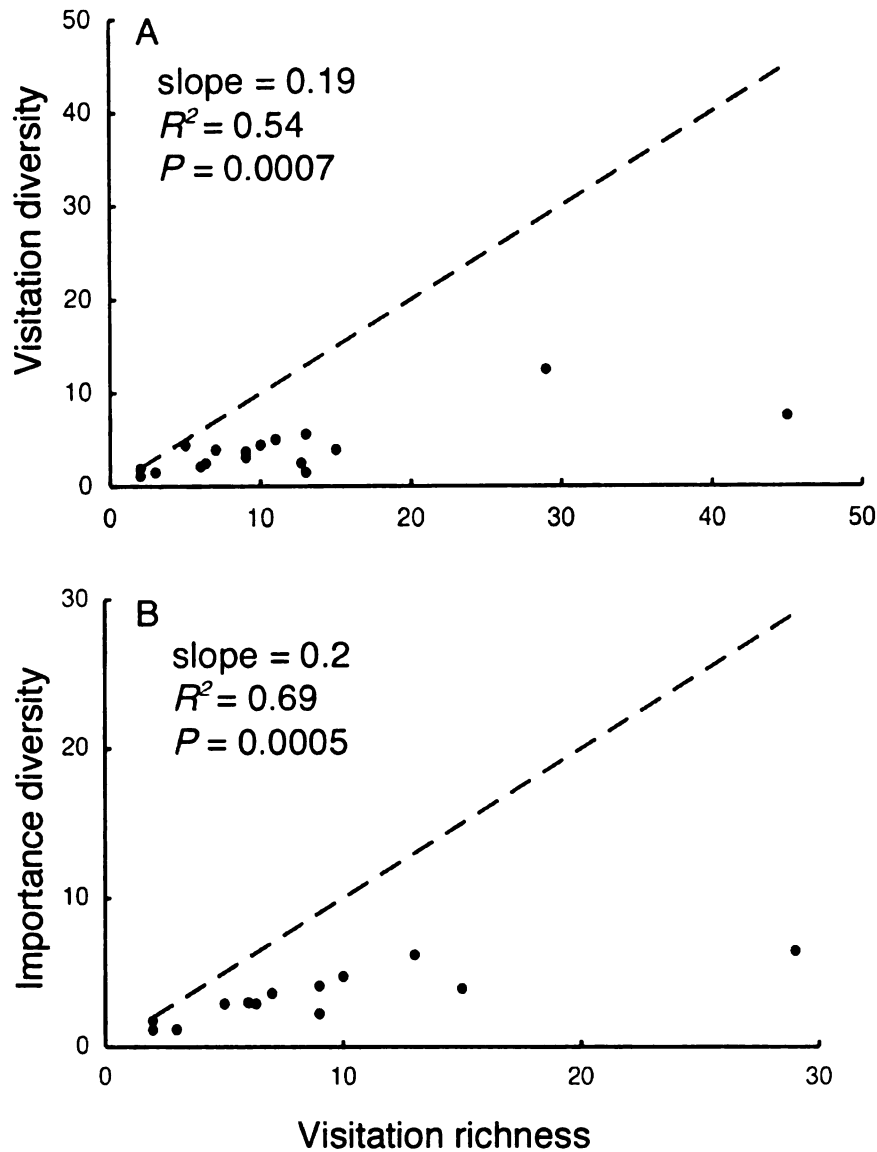 A
slope = 0.19
R² = 0.54
P = 0.0007
Visitation diversity
50
40
30
20
10
0
0 10 20 30 40 50
B
slope = 0.2
R² = 0.69
P = 0.0005
Importance diversity
30
20
10
0
0 10 20 30
Visitation richness